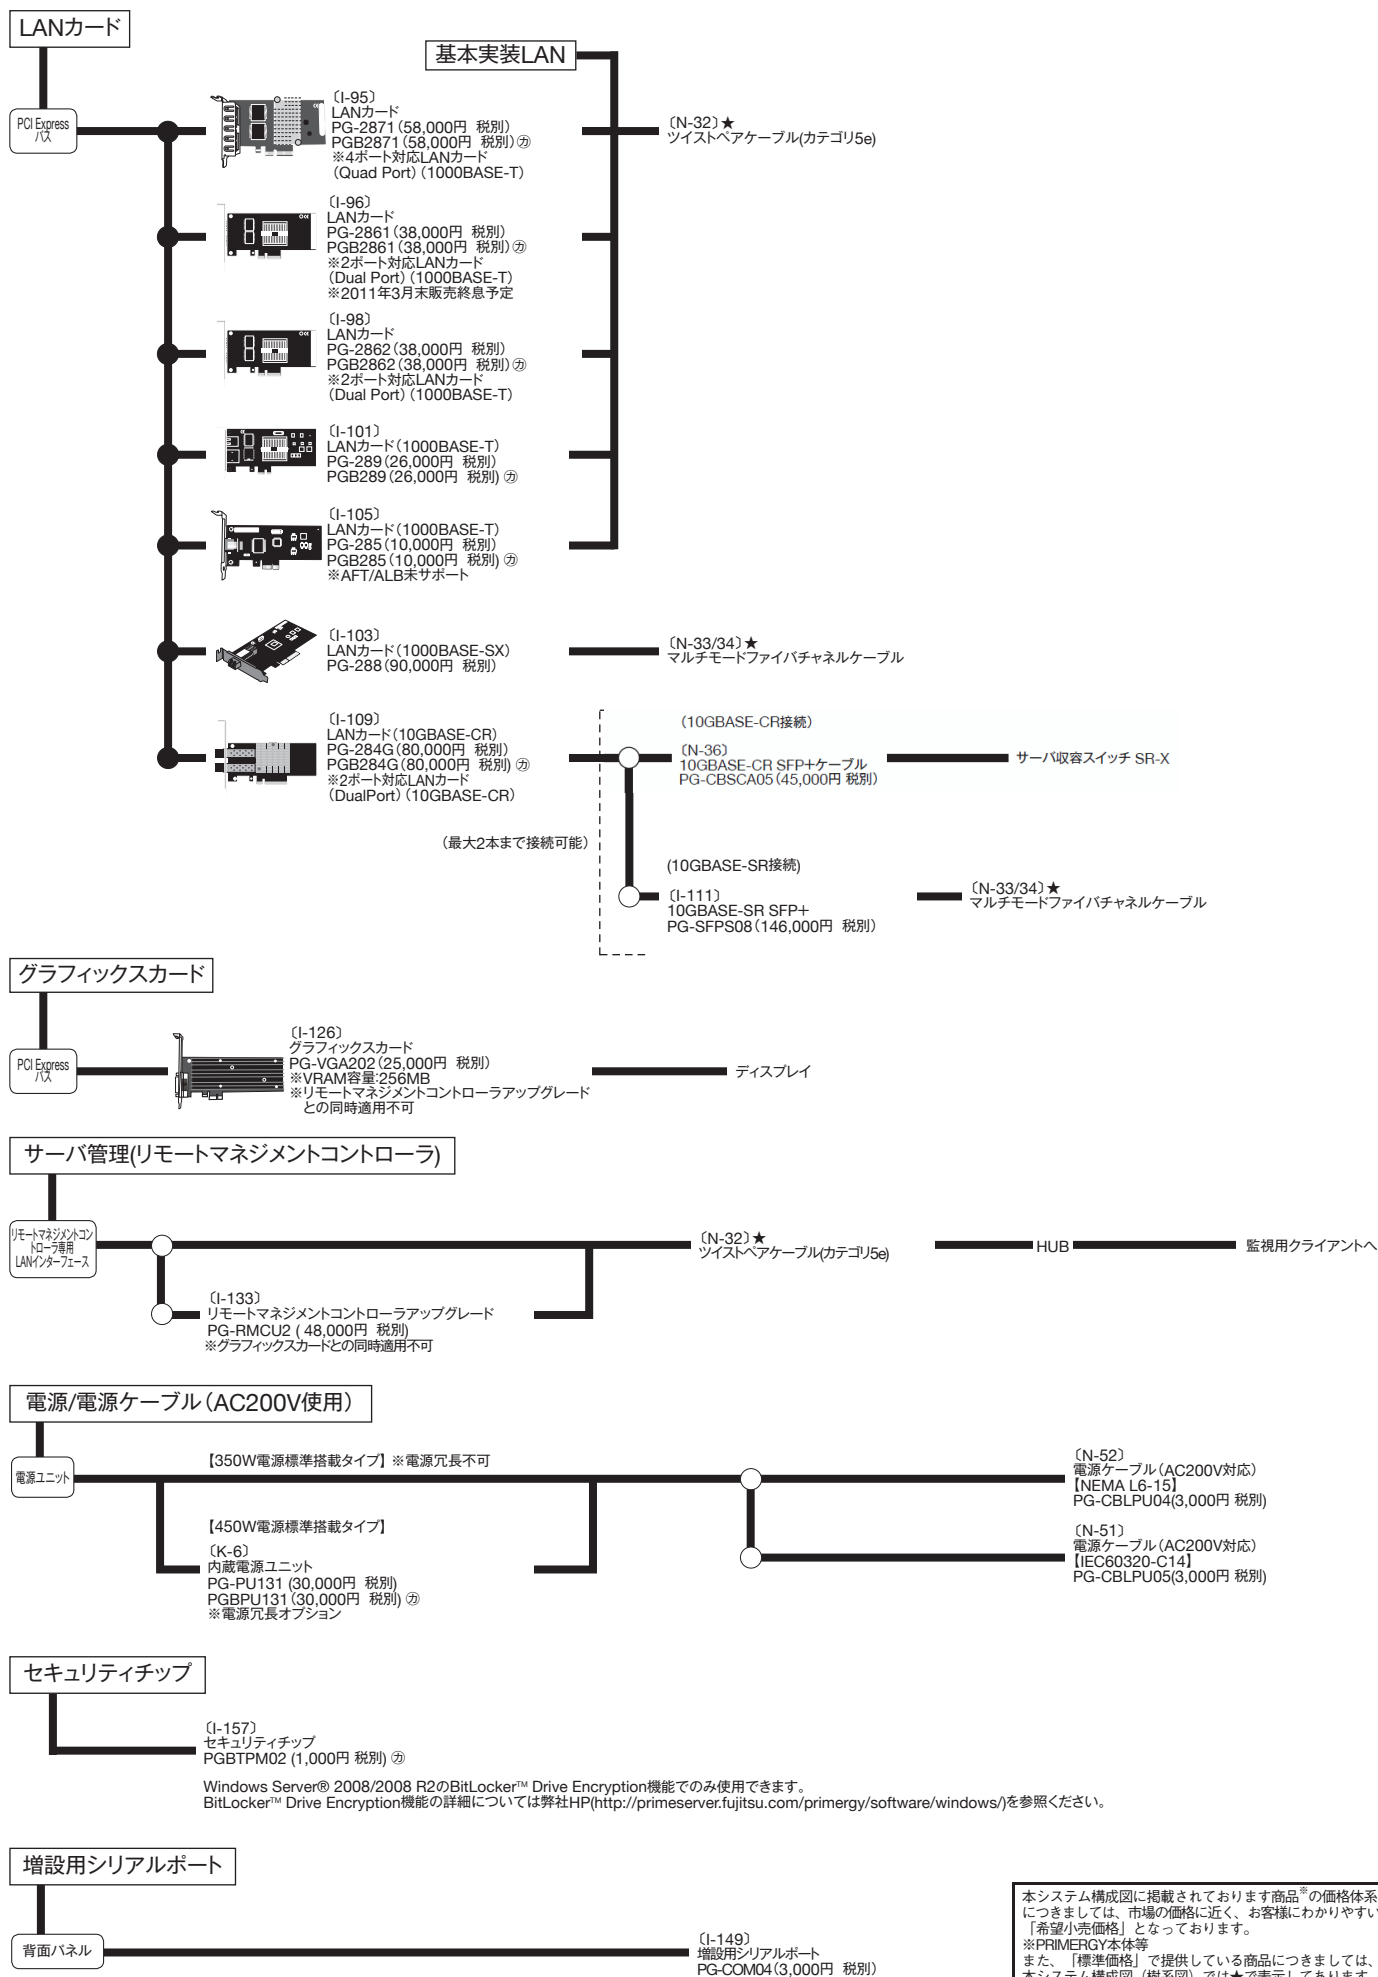 LANカード
基本実装LAN
PCI Express
バス
〔I-95〕
LANカード
PG-2871(58,000円 税別)
PGB2871(58,000円 税別)㋕
※4ポート対応LANカード
(Quad Port)(1000BASE-T)
〔N-32〕★
ツイストペアケーブル(カテゴリ5e)
〔I-96〕
LANカード
PG-2861(38,000円 税別)
PGB2861(38,000円 税別)㋕
※2ポート対応LANカード
(Dual Port)(1000BASE-T)
※2011年3月末販売終息予定
〔I-98〕
LANカード
PG-2862(38,000円 税別)
PGB2862(38,000円 税別)㋕
※2ポート対応LANカード
(Dual Port)(1000BASE-T)
〔I-101〕
LANカード(1000BASE-T)
PG-289(26,000円 税別)
PGB289(26,000円 税別)㋕
〔I-105〕
LANカード(1000BASE-T)
PG-285(10,000円 税別)
PGB285(10,000円 税別)㋕
※AFT/ALB未サポート
〔I-103〕
LANカード(1000BASE-SX)
PG-288(90,000円 税別)
〔N-33/34〕★
マルチモードファイバチャネルケーブル
〔I-109〕
LANカード(10GBASE-CR)
PG-284G(80,000円 税別)
PGB284G(80,000円 税別)㋕
※2ポート対応LANカード
(DualPort)(10GBASE-CR)
(最大2本まで接続可能)
(10GBASE-CR接続)
〔N-36〕
10GBASE-CR SFP+ケーブル
PG-CBSCA05(45,000円 税別)
サーバ収容スイッチ SR-X
(10GBASE-SR接続)
〔I-111〕
10GBASE-SR SFP+
PG-SFPS08(146,000円 税別)
〔N-33/34〕★
マルチモードファイバチャネルケーブル
グラフィックスカード
PCI Express
バス
〔I-126〕
グラフィックスカード
PG-VGA202(25,000円 税別)
※VRAM容量:256MB
※リモートマネジメントコントローラアップグレード
との同時適用不可
ディスプレイ
サーバ管理(リモートマネジメントコントローラ)
リモートマネジメントコン
トローラ専用
LANインターフェース
〔N-32〕★
ツイストペアケーブル(カテゴリ5e)
HUB
監視用クライアントへ
〔I-133〕
リモートマネジメントコントローラアップグレード
PG-RMCU2 ( 48,000円 税別)
※グラフィックスカードとの同時適用不可
電源/電源ケーブル(AC200V使用)
電源ユニット
【350W電源標準搭載タイプ】 ※電源冗長不可
【450W電源標準搭載タイプ】
〔K-6〕
内蔵電源ユニット
PG-PU131 (30,000円 税別)
PGBPU131(30,000円 税別)㋕
※電源冗長オプション
〔N-52〕
電源ケーブル(AC200V対応)
【NEMA L6-15】
PG-CBLPU04(3,000円 税別)
〔N-51〕
電源ケーブル(AC200V対応)
【IEC60320-C14】
PG-CBLPU05(3,000円 税別)
セキュリティチップ
〔I-157〕
セキュリティチップ
PGBTPM02 (1,000円 税別)㋕
Windows Server® 2008/2008 R2のBitLocker™ Drive Encryption機能でのみ使用できます。
BitLocker™ Drive Encryption機能の詳細については弊社HP(http://primeserver.fujitsu.com/primergy/software/windows/)を参照ください。
増設用シリアルポート
背面パネル
〔I-149〕
増設用シリアルポート
PG-COM04(3,000円 税別)
本システム構成図に掲載されております商品※の価格体系
につきましては、市場の価格に近く、お客様にわかりやすい
「希望小売価格」となっております。
※PRIMERGY本体等
また、「標準価格」で提供している商品につきましては、
本システム構成図(樹系図)では★で表示してあります。